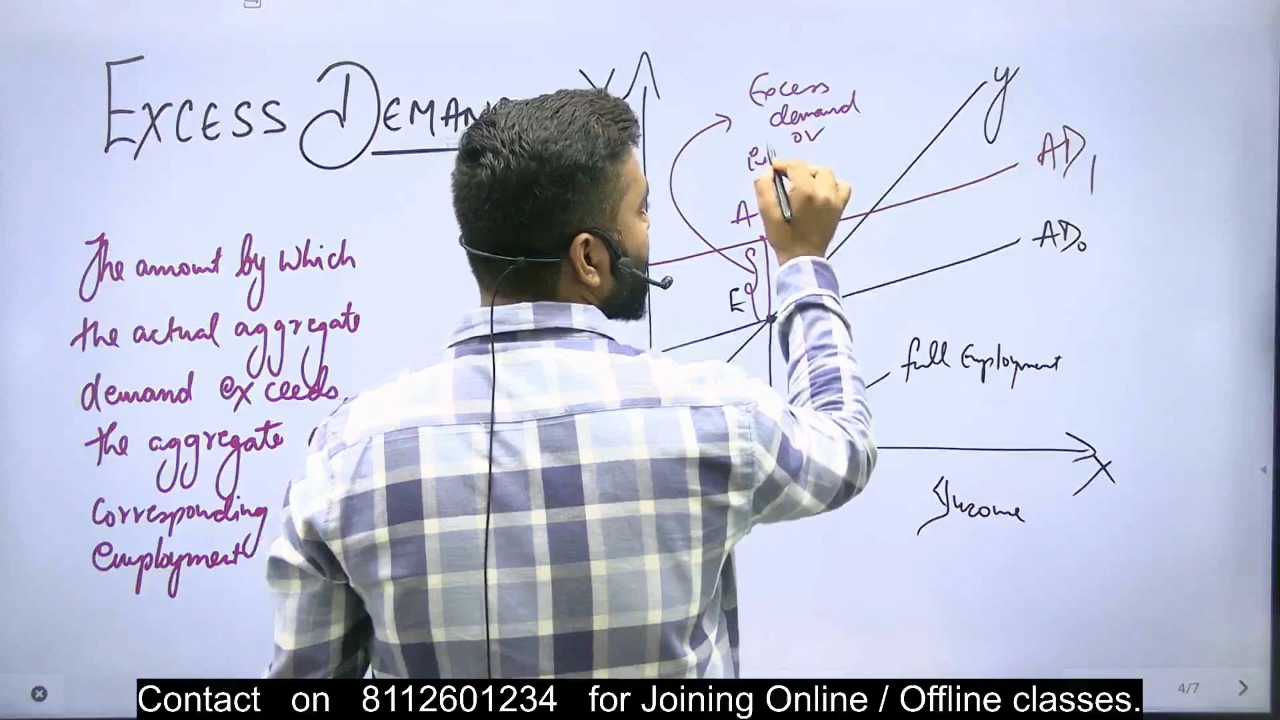 EXCESS DEMAN
The amount by which
the actual aggregate
demand exceeds
the aggregate
Corresponding
Employment
Y
Excess
demand
or
A
E
y
AD1
AD0
full Employment
X
Income
4/7
Contact on 8112601234 for Joining Online / Offline classes.